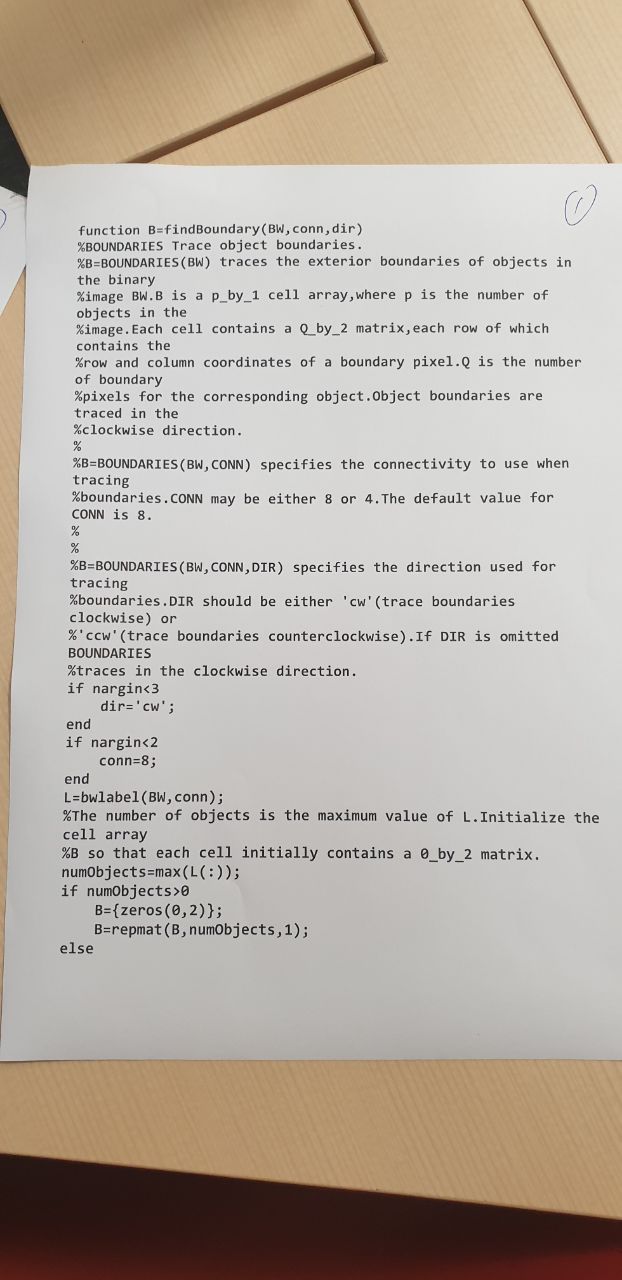 1
function B=findBoundary(BW,conn,dir)
%BOUNDARIES Trace object boundaries.
%B=BOUNDARIES(BW) traces the exterior boundaries of objects in
the binary
%image BW.B is a p_by_1 cell array,where p is the number of
objects in the
%image.Each cell contains a Q_by_2 matrix,each row of which
contains the
%row and column coordinates of a boundary pixel.Q is the number
of boundary
%pixels for the corresponding object.Object boundaries are
traced in the
%clockwise direction.
%
%B=BOUNDARIES(BW,CONN) specifies the connectivity to use when
tracing
%boundaries.CONN may be either 8 or 4.The default value for
CONN is 8.
%
%
%B=BOUNDARIES(BW,CONN,DIR) specifies the direction used for
tracing
%boundaries.DIR should be either 'cw'(trace boundaries
clockwise) or
%'ccw'(trace boundaries counterclockwise).If DIR is omitted
BOUNDARIES
%traces in the clockwise direction.
if nargin<3
    dir='cw';
end
if nargin<2
    conn=8;
end
L=bwlabel(BW,conn);
%The number of objects is the maximum value of L.Initialize the
cell array
%B so that each cell initially contains a 0_by_2 matrix.
numObjects=max(L(:));
if numObjects>0
    B={zeros(0,2)};
    B=repmat(B,numObjects,1);
else